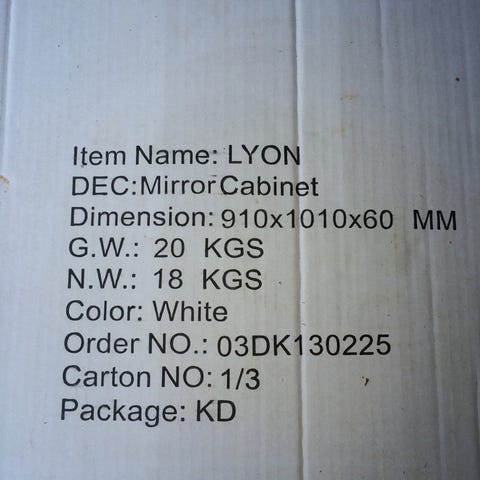 Item Name: LYON
DEC:Mirror Cabinet
Dimension: 910x1010x60 MM
G.W.: 20 KGS
N.W.: 18 KGS
Color: White
Order NO.: 03DK130225
Carton NO: 1/3
Package: KD